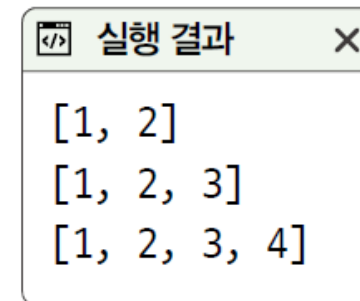 </> 실행 결과 ×
[1, 2]
[1, 2, 3]
[1, 2, 3, 4]